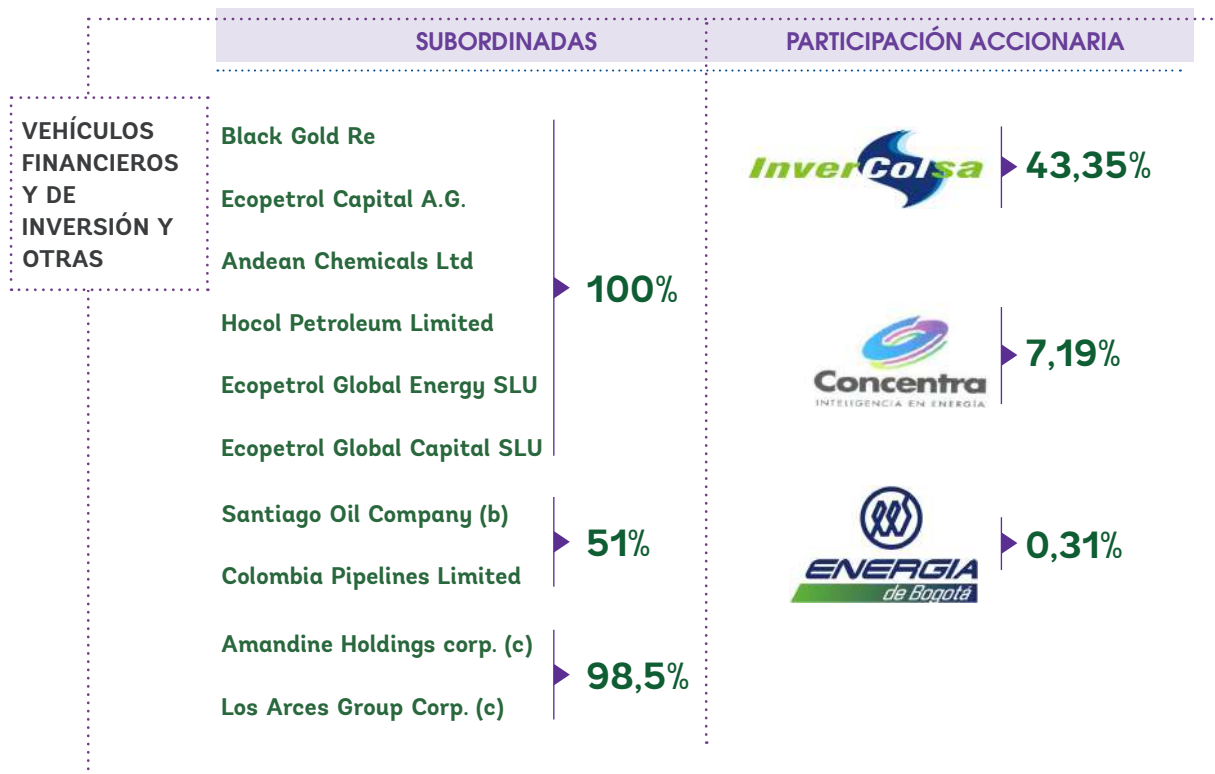 SUBORDINADAS
PARTICIPACIÓN ACCIONARIA
VEHÍCULOS
FINANCIEROS
Y DE
INVERSIÓN Y
OTRAS
Black Gold Re
Ecopetrol Capital A.G.
Andean Chemicals Ltd
Hocol Petroleum Limited
Ecopetrol Global Energy SLU
Ecopetrol Global Capital SLU
100%
Santiago Oil Company (b)
Colombia Pipelines Limited
51%
Amandine Holdings corp. (c)
Los Arces Group Corp. (c)
98,5%
InverColsa
43,35%
Concentra
INTELIGENCIA EN ENERGÍA
7,19%
ENERGIA
de Bogotá
0,31%